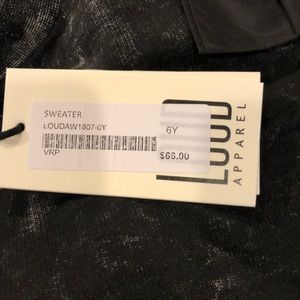 SWEATER
LOUDAW1807-6Y
6Y
VRP
$66.00
LOUD
APPAREL